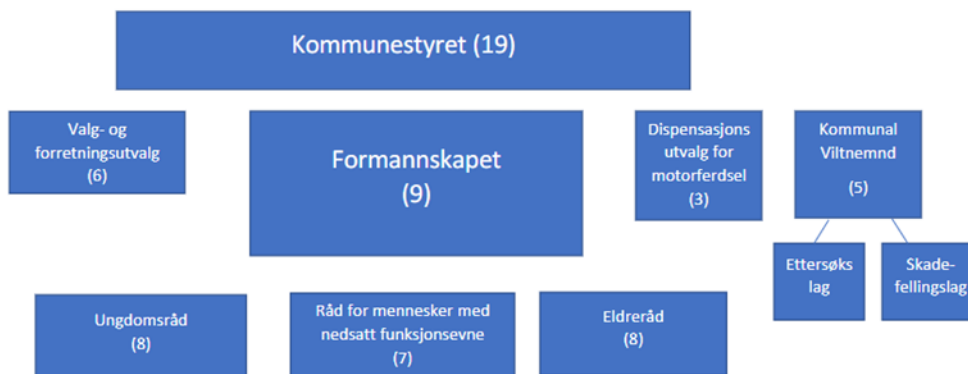 Kommunestyret (19)
Valg- og
forretningsutvalg
(6)
Formannskapet
(9)
Dispensasjons
utvalg for
motorferdsel
(3)
Kommunal
Viltnemnd
(5)
Ettersøks
lag
Skade-
fellingslag
Ungdomsråd
(8)
Råd for mennesker med
nedsatt funksjonsevne
(7)
Eldreråd
(8)